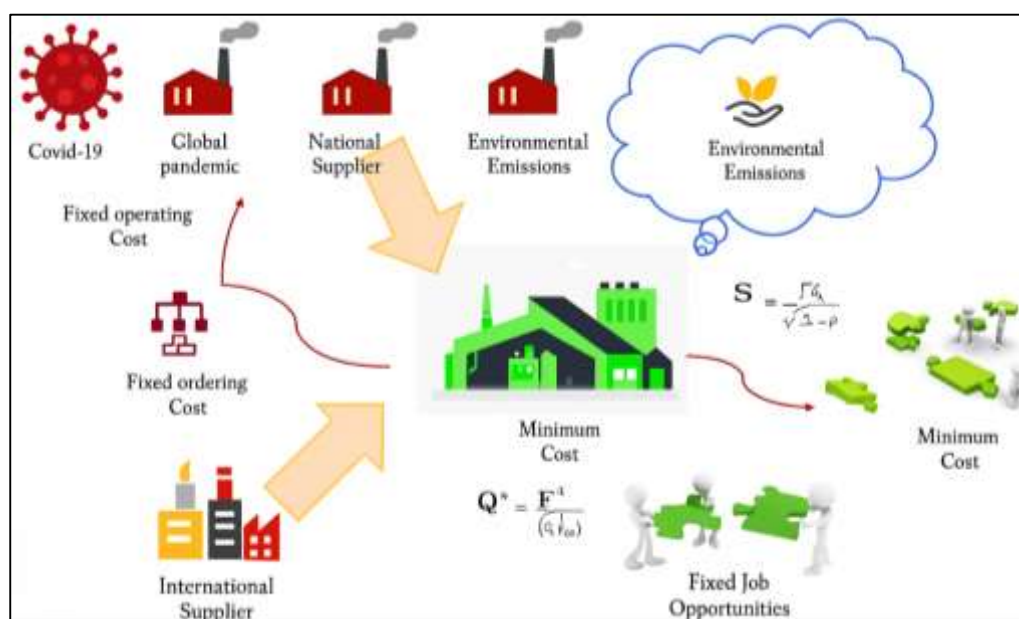 Covid-19
Global
pandemic
National
Supplier
Environmental
Emissions
Environmental
Emissions
Fixed operating
Cost
Fixed ordering
Cost
S =
Minimum
Cost
Minimum
Cost
Q* =
International
Supplier
Fixed Job
Opportunities